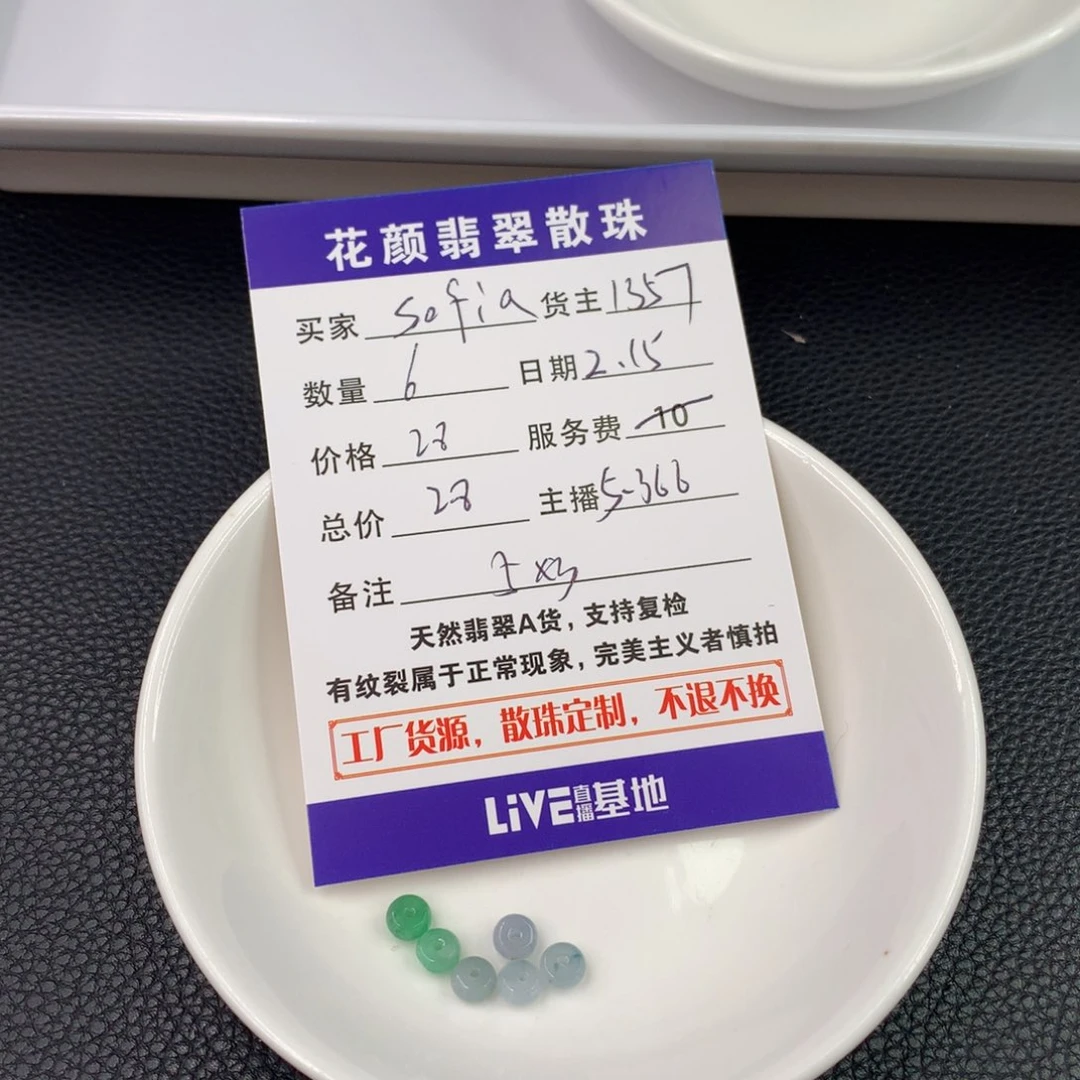 花颜翡翠散珠
买家 sofia 货主 1357
数量 6 日期 2.15
价格 28 服务费 10
总价 28 主播 5-366
备注
天然翡翠A货，支持复检
有纹裂属于正常现象，完美主义者慎拍
工厂货源，散珠定制，不退不换
LiVE直播基地